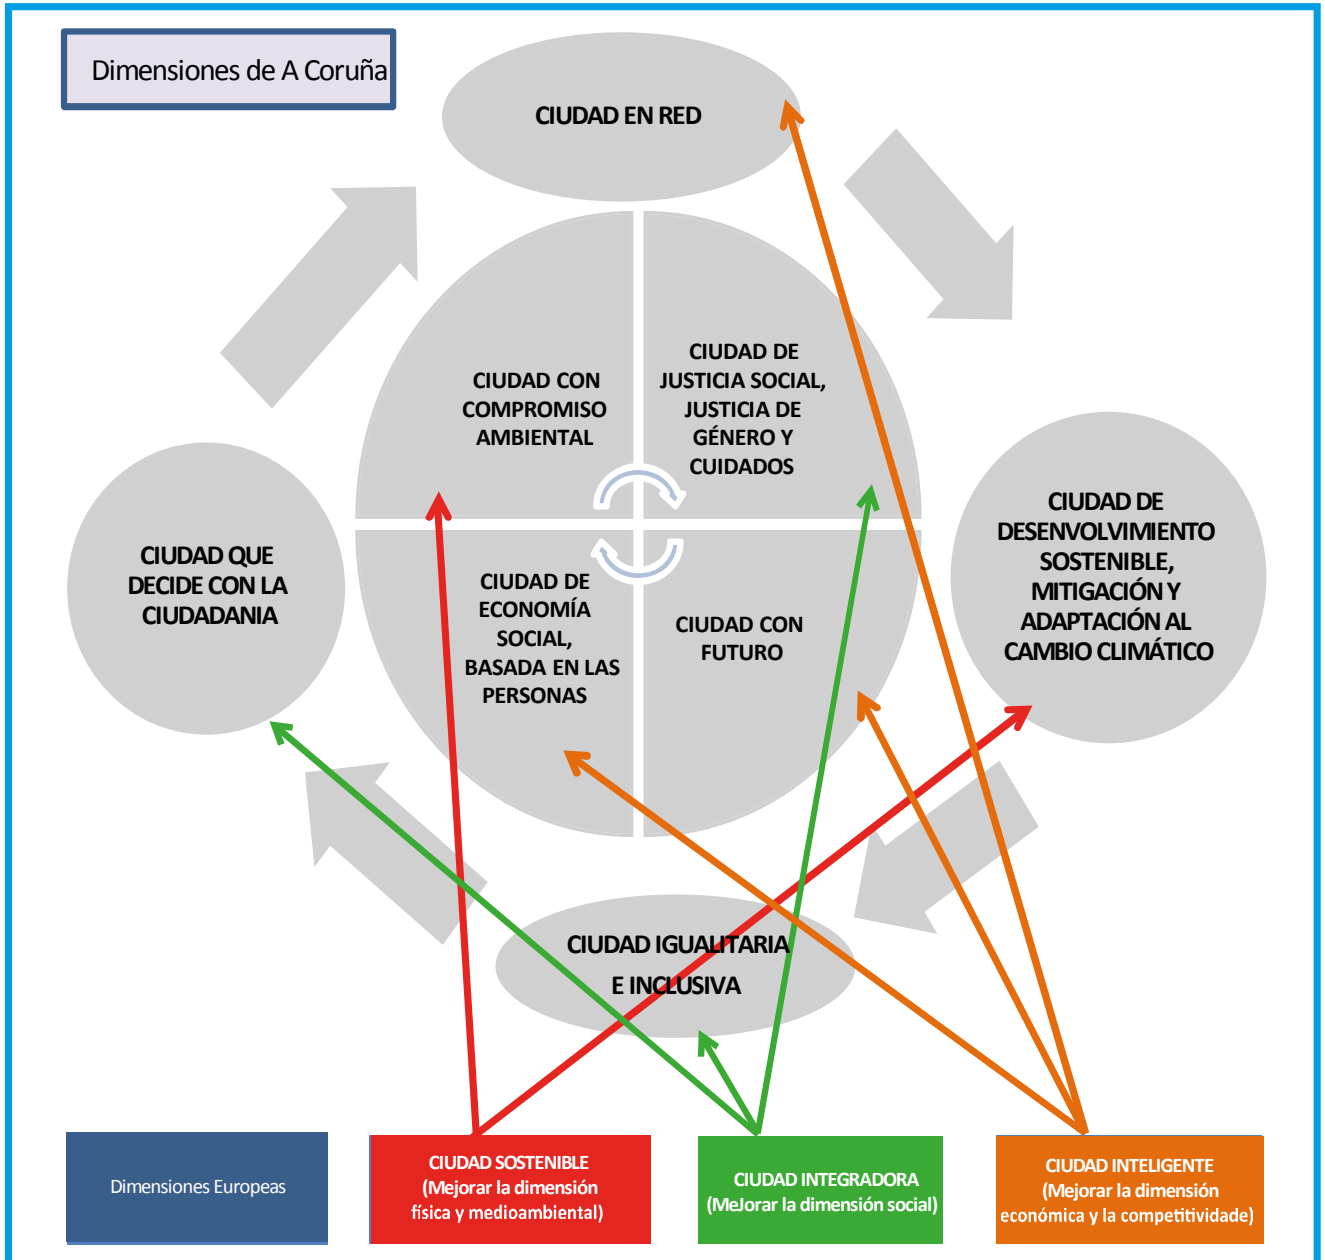 Dimensiones de A Coruña
CIUDAD EN RED
CIUDAD CON
COMPROMISO
AMBIENTAL
CIUDAD DE
JUSTICIA SOCIAL,
JUSTICIA DE
GÉNERO Y
CUIDADOS
CIUDAD QUE
DECIDE CON LA
CIUDADANIA
CIUDAD DE
ECONOMÍA
SOCIAL,
BASADA EN LAS
PERSONAS
CIUDAD CON
FUTURO
CIUDAD DE
DESENVOLVIMIENTO
SOSTENIBLE,
MITIGACIÓN Y
ADAPTACIÓN AL
CAMBIO CLIMÁTICO
CIUDAD IGUALITARIA
E INCLUSIVA
Dimensiones Europeas
CIUDAD SOSTENIBLE
(Mejorar la dimensión
física y medioambiental)
CIUDAD INTEGRADORA
(MeJorar la dimensión social)
CIUDAD INTELIGENTE
(Mejorar la dimensión
económica y la competitividade)